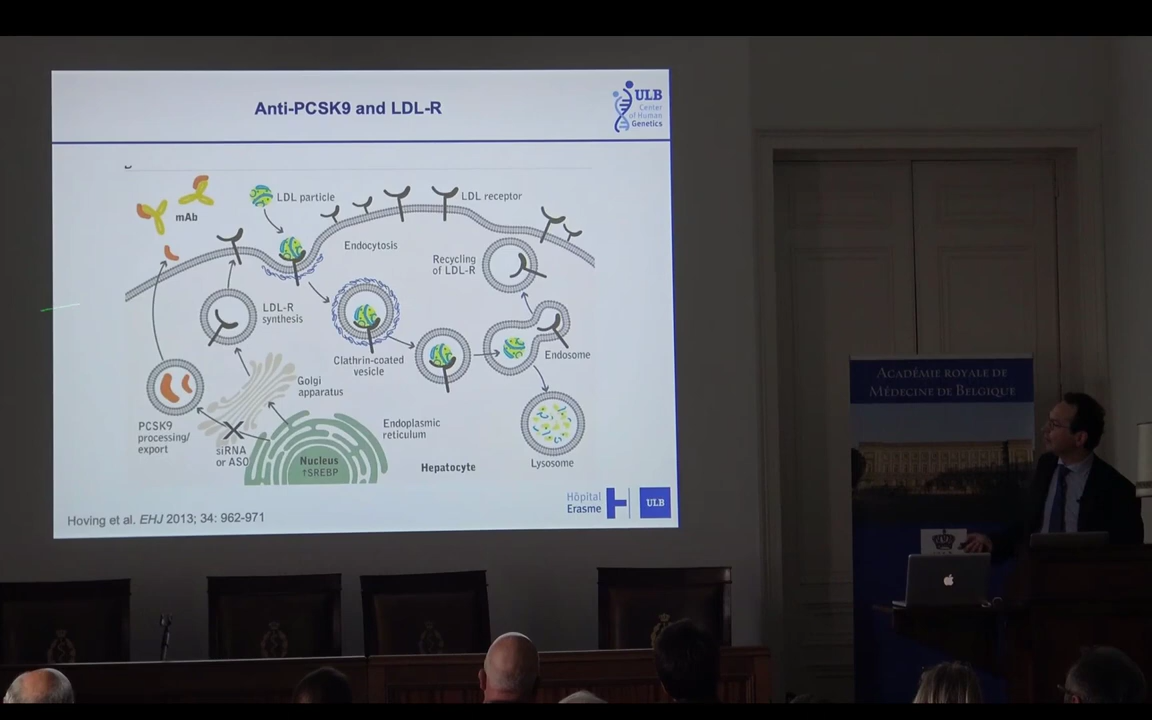 Anti-PCSK9 and LDL-R
ULB
Center
of Human
Genetics
mAb
LDL particle
LDL receptor
Endocytosis
Recycling
of LDL-R
LDL-R
synthesis
Clathrin-coated
vesicle
Endosome
Golgi
apparatus
PCSK9
processing/
export
siRNA
or ASO
Endoplasmic
reticulum
Nucleus
↑SREBP
Hepatocyte
Lysosome
Hôpital
Erasme
ULB
Hoving et al. EHJ 2013; 34: 962-971
Académie royale de
Médecine de Belgique